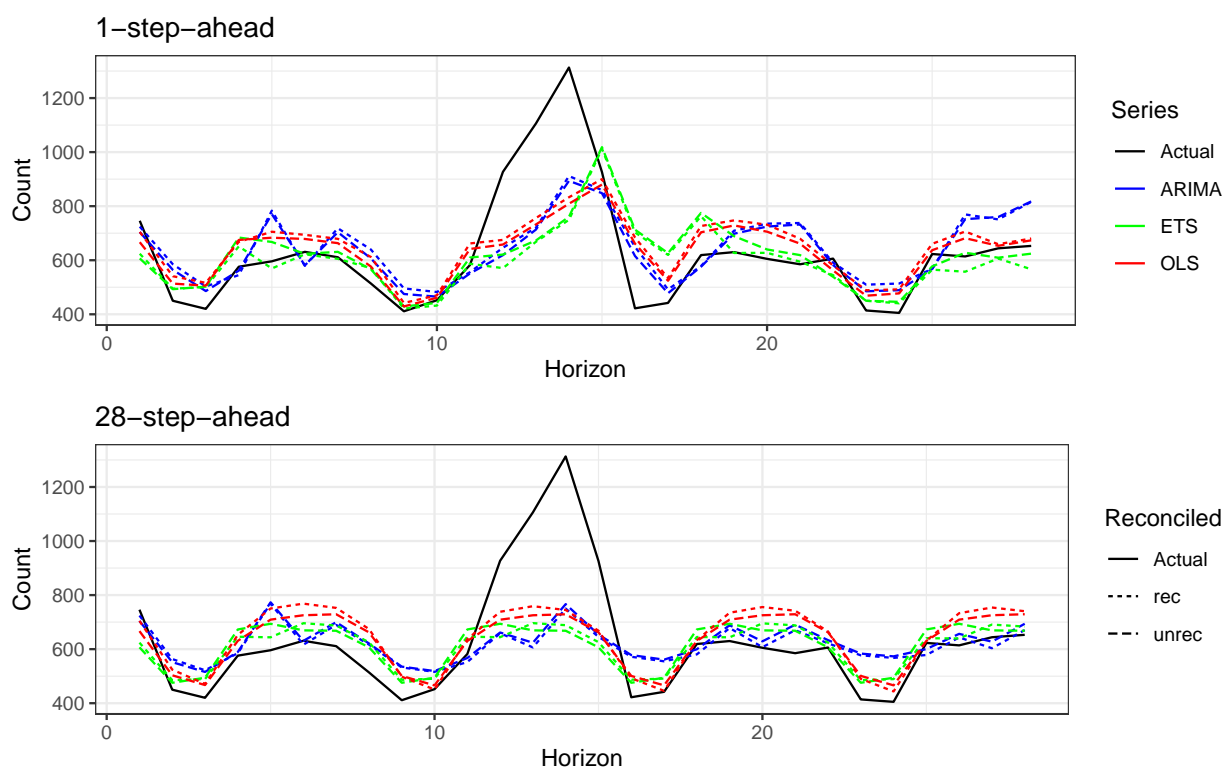 1−step−ahead
1200
1000
800
600
400
Count
0
10
20
Horizon
Series
Actual
ARIMA
ETS
OLS
28−step−ahead
1200
1000
800
600
400
Count
0
10
20
Horizon
Reconciled
Actual
rec
unrec